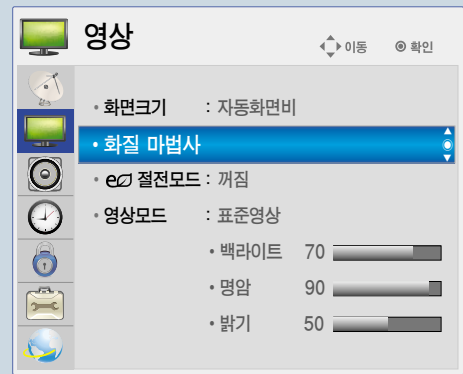 영상
이동 확인
• 화면크기 : 자동화면비
• 화질 마법사
• e 절전모드 : 꺼짐
• 영상모드 : 표준영상
• 백라이트 70
• 명암 90
• 밝기 50